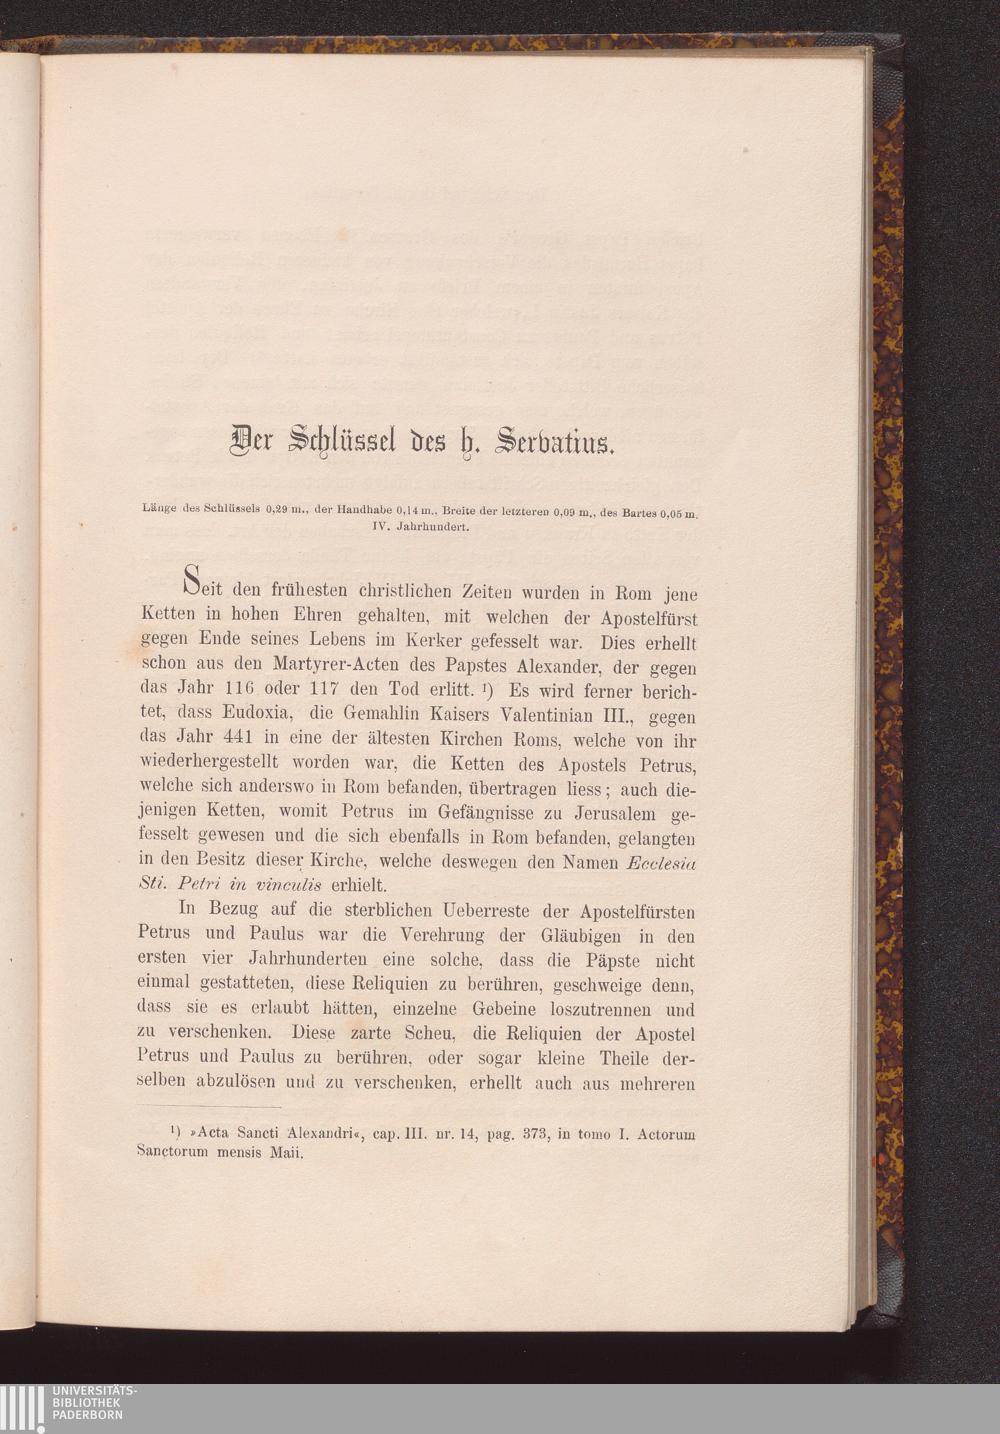 Der Schlüssel des h. Servatius.
Länge des Schlüssels 0,29 m., der Handhabe 0,14 m., Breite der letzteren 0,09 m., des Bartes 0,05 m.
IV. Jahrhundert.
Seit den frühesten christlichen Zeiten wurden in Rom jene
Ketten in hohen Ehren gehalten, mit welchen der Apostelfürst
gegen Ende seines Lebens im Kerker gefesselt war. Dies erhellt
schon aus den Martyrer-Acten des Papstes Alexander, der gegen
das Jahr 116 oder 117 den Tod erlitt. ¹) Es wird ferner berich-
tet, dass Eudoxia, die Gemahlin Kaisers Valentinian III., gegen
das Jahr 441 in eine der ältesten Kirchen Roms, welche von ihr
wiederhergestellt worden war, die Ketten des Apostels Petrus,
welche sich anderswo in Rom befanden, übertragen liess; auch die-
jenigen Ketten, womit Petrus im Gefängnisse zu Jerusalem ge-
fesselt gewesen und die sich ebenfalls in Rom befanden, gelangten
in den Besitz dieser Kirche, welche deswegen den Namen Ecclesia
Sti. Petri in vinculis erhielt.
In Bezug auf die sterblichen Ueberreste der Apostelfürsten
Petrus und Paulus war die Verehrung der Gläubigen in den
ersten vier Jahrhunderten eine solche, dass die Päpste nicht
einmal gestatteten, diese Reliquien zu berühren, geschweige denn,
dass sie es erlaubt hätten, einzelne Gebeine loszutrennen und
zu verschenken. Diese zarte Scheu, die Reliquien der Apostel
Petrus und Paulus zu berühren, oder sogar kleine Theile der-
selben abzulösen und zu verschenken, erhellt auch aus mehreren
¹) »Acta Sancti Alexandri«, cap. III. nr. 14, pag. 373, in tomo I. Actorum
Sanctorum mensis Maii.
UNIVERSITÄTS-
BIBLIOTHEK
PADERBORN